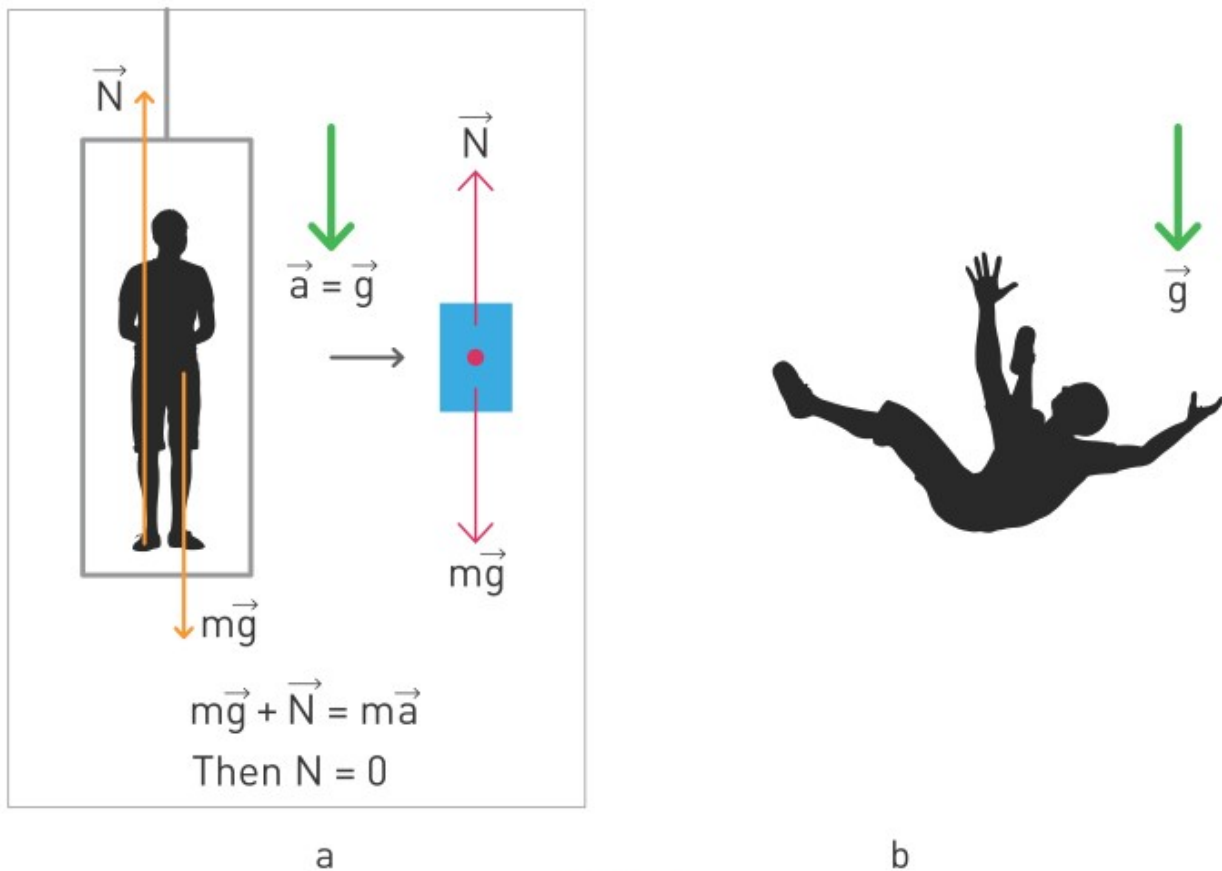 N⃗
N⃗
a⃗ = g⃗
g⃗
mg⃗
mg⃗
mg⃗ + N⃗ = ma⃗
Then N = 0
a
b